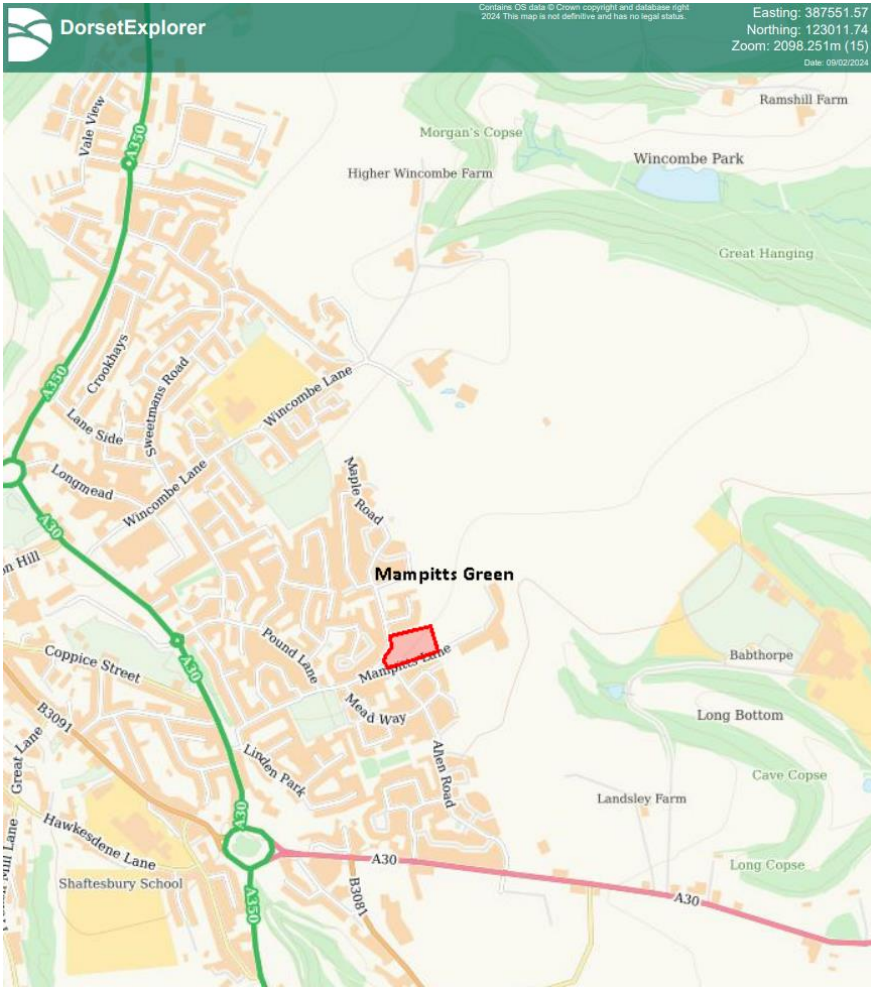 DorsetExplorer
Contains OS data © Crown copyright and database right
2024 This map is not definitive and has no legal status.
Easting: 387551.57
Northing: 123011.74
Zoom: 2098.251m (15)
Date: 09/02/2024
Vale View
A350
Ramshill Farm
Morgan's Copse
Wincombe Park
Higher Wincombe Farm
Great Hanging
Crookhays
Sweetmans Road
A350
Wincombe Lane
Lane Side
Longmead
Wincombe Lane
Maple Road
A30
on Hill
Mampitts Green
Pound Lane
Coppice Street
A30
Mampitts Lane
Babthorpe
B3091
Mead Way
Long Bottom
Great Lane
Linden Park
Allen Road
Cave Copse
Landsley Farm
A30
Hawkesdene Lane
A30
Long Copse
Shaftesbury School
B3081
A30
A350
Mill Lane